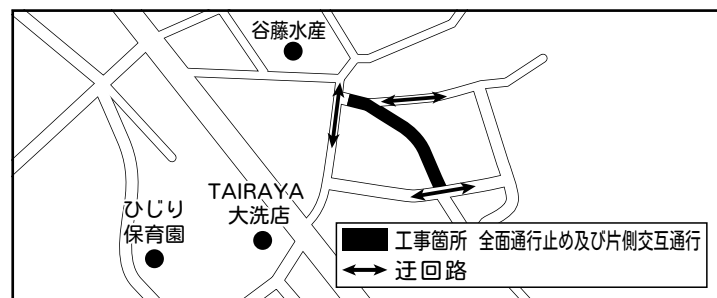 谷藤水産
TAIRAYA
大洗店
ひじり
保育園
工事箇所 全面通行止め及び片側交互通行
迂回路